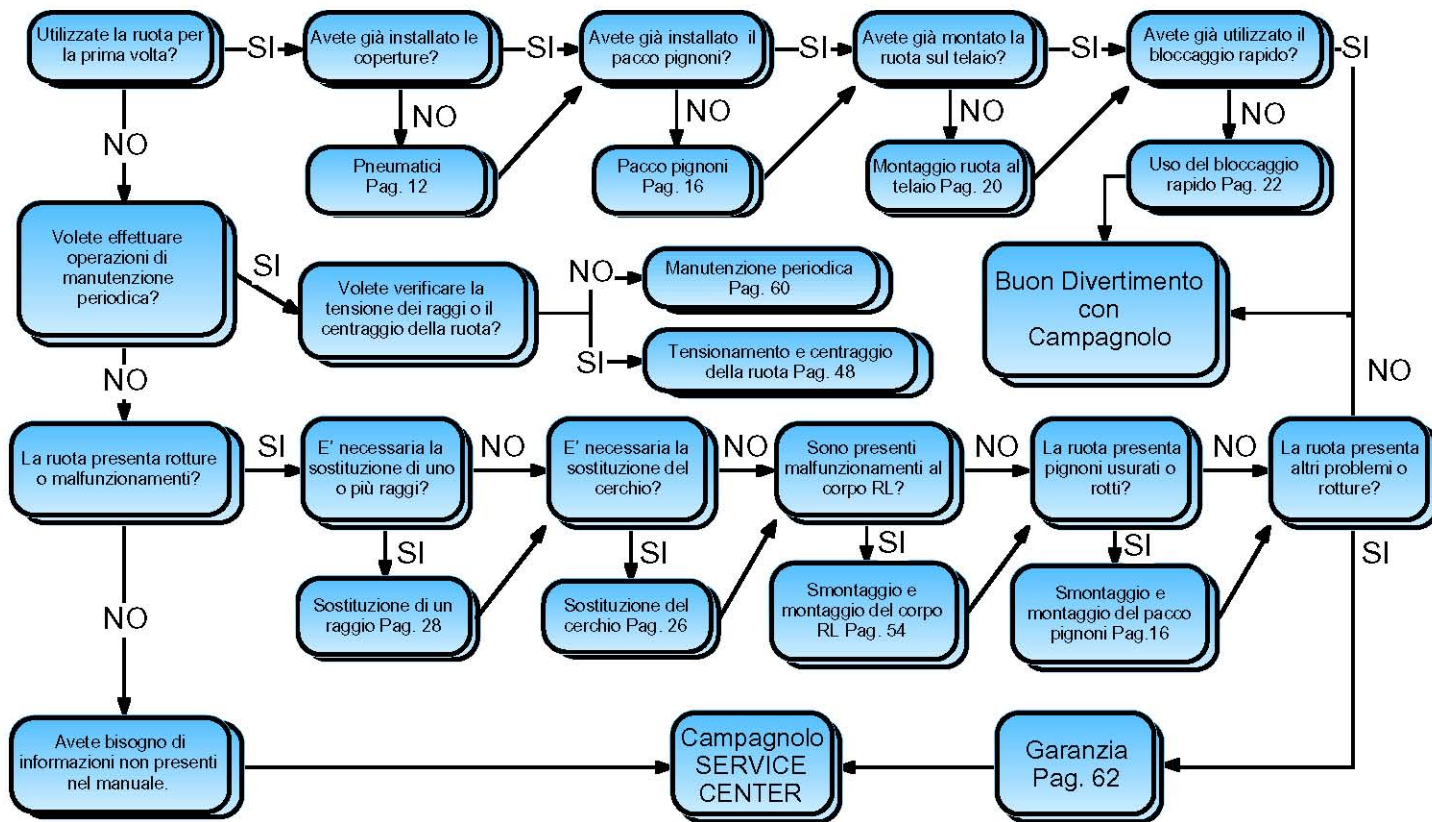 Utilizzate la ruota per
la prima volta?
SI
Avete già installato le
coperture?
SI
Avete già installato il
pacco pignoni?
SI
Avete già montato la
ruota sul telaio?
SI
Avete già utilizzato il
bloccaggio rapido?
SI
NO
NO
NO
NO
NO
Pneumatici
Pag. 12
Pacco pignoni
Pag. 16
Montaggio ruota al
telaio Pag. 20
Uso del bloccaggio
rapido Pag. 22
Volete effettuare
operazioni di
manutenzione
periodica?
SI
Volete verificare la
tensione dei raggi o il
centraggio della ruota?
NO
Manutenzione periodica
Pag. 60
SI
Tensionamento e centraggio
della ruota Pag. 48
Buon Divertimento
con
Campagnolo
NO
NO
La ruota presenta rotture
o malfunzionamenti?
SI
E' necessaria la
sostituzione di uno
o più raggi?
NO
E' necessaria la
sostituzione del
cerchio?
NO
Sono presenti
malfunzionamenti al
corpo RL?
NO
La ruota presenta
pignoni usurati o
rotti?
NO
La ruota presenta
altri problemi o
rotture?
SI
SI
SI
SI
SI
Sostituzione di un
raggio Pag. 28
Sostituzione del
cerchio Pag. 26
Smontaggio e
montaggio del corpo
RL Pag. 54
Smontaggio e
montaggio del pacco
pignoni Pag.16
NO
Avete bisogno di
informazioni non presenti
nel manuale.
Campagnolo
SERVICE
CENTER
Garanzia
Pag. 62